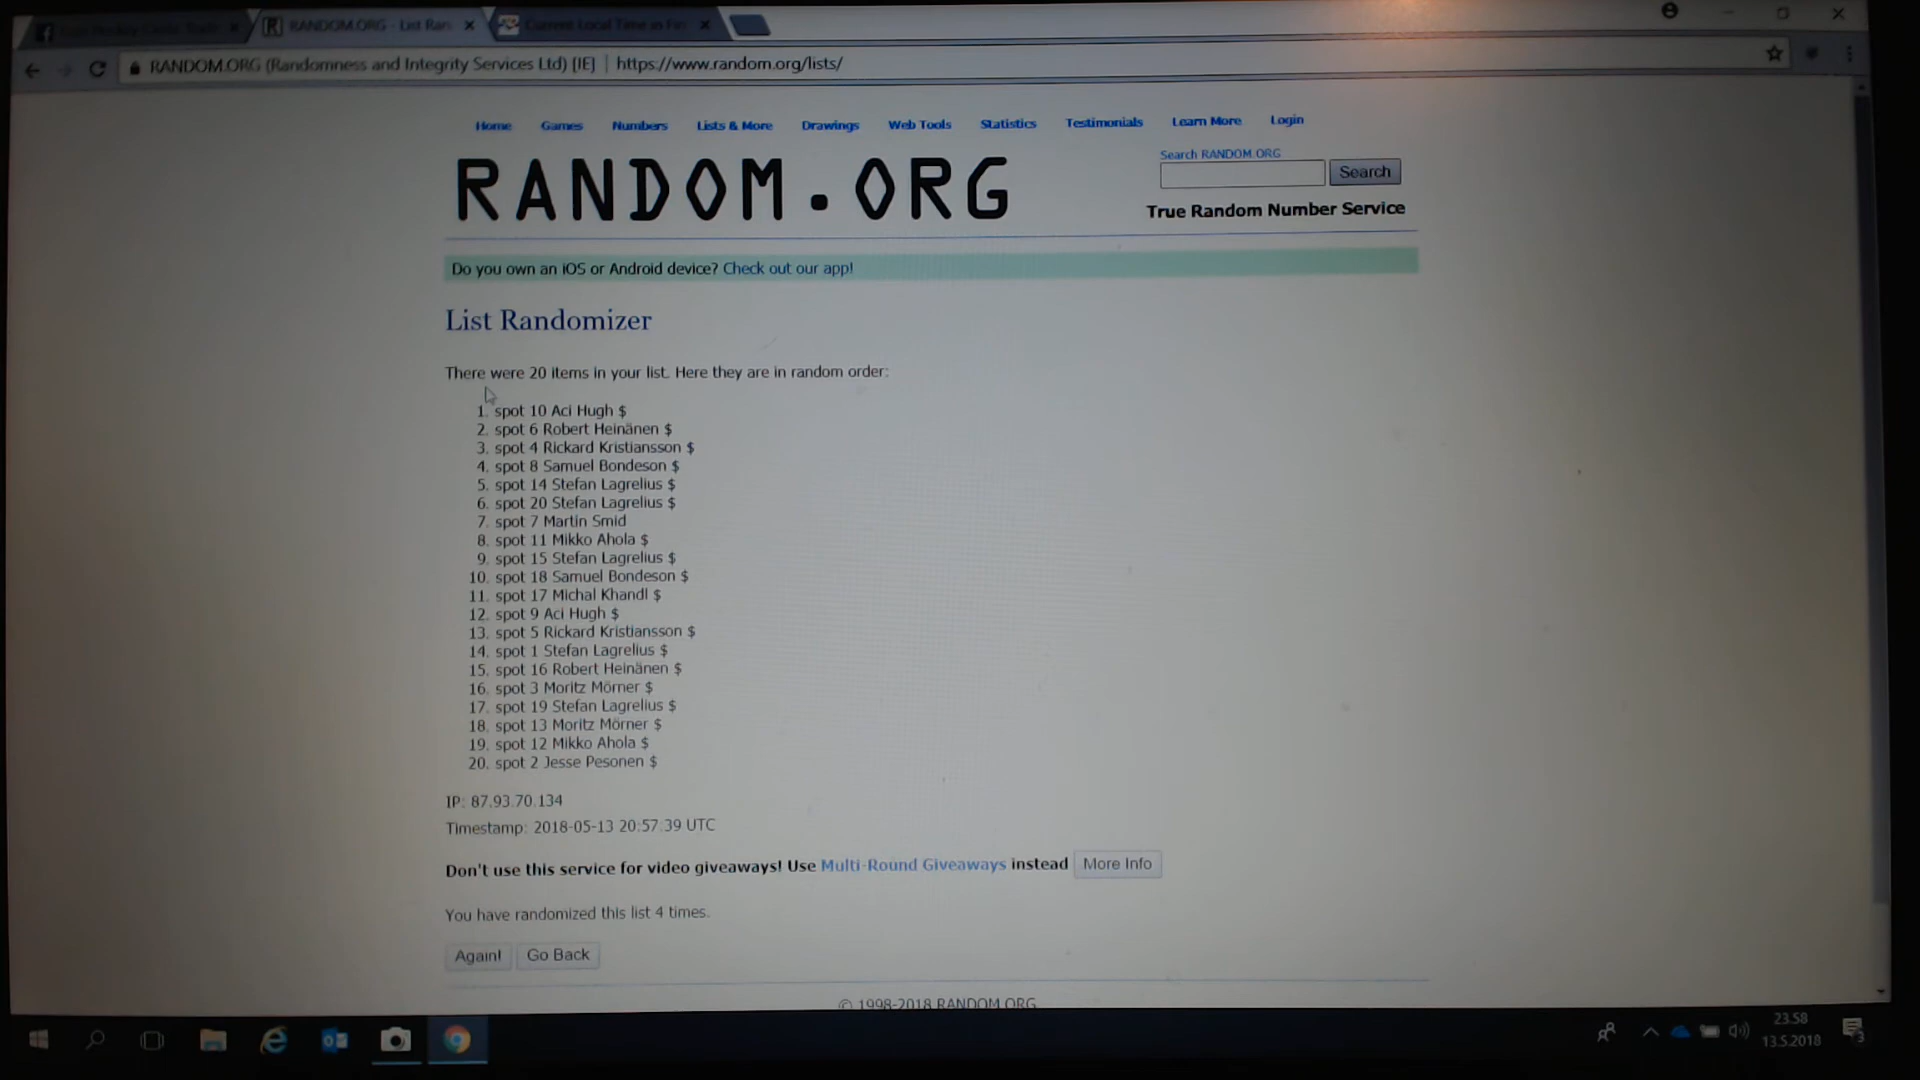 RANDOM.ORG - List Ran
Current Local Time in Fin
RANDOM.ORG (Randomness and Integrity Services Ltd) [IE] | https://www.random.org/lists/
Home Games Numbers Lists & More Drawings Web Tools Statistics Testimonials Learn More Login
RANDOM.ORG
Search RANDOM.ORG
Search
True Random Number Service
Do you own an iOS or Android device? Check out our app!
List Randomizer
There were 20 items in your list. Here they are in random order:
1. spot 10 Aci Hugh $
2. spot 6 Robert Heinänen $
3. spot 4 Rickard Kristiansson $
4. spot 8 Samuel Bondeson $
5. spot 14 Stefan Lagrelius $
6. spot 20 Stefan Lagrelius $
7. spot 7 Martin Smid
8. spot 11 Mikko Ahola $
9. spot 15 Stefan Lagrelius $
10. spot 18 Samuel Bondeson $
11. spot 17 Michal Khandl $
12. spot 9 Aci Hugh $
13. spot 5 Rickard Kristiansson $
14. spot 1 Stefan Lagrelius $
15. spot 16 Robert Heinänen $
16. spot 3 Moritz Mörner $
17. spot 19 Stefan Lagrelius $
18. spot 13 Moritz Mörner $
19. spot 12 Mikko Ahola $
20. spot 2 Jesse Pesonen $
IP: 87.93.70.134
Timestamp: 2018-05-13 20:57:39 UTC
Don't use this service for video giveaways! Use Multi-Round Giveaways instead More Info
You have randomized this list 4 times.
Again! Go Back
© 1998-2018 RANDOM.ORG
23.58
13.5.2018
3